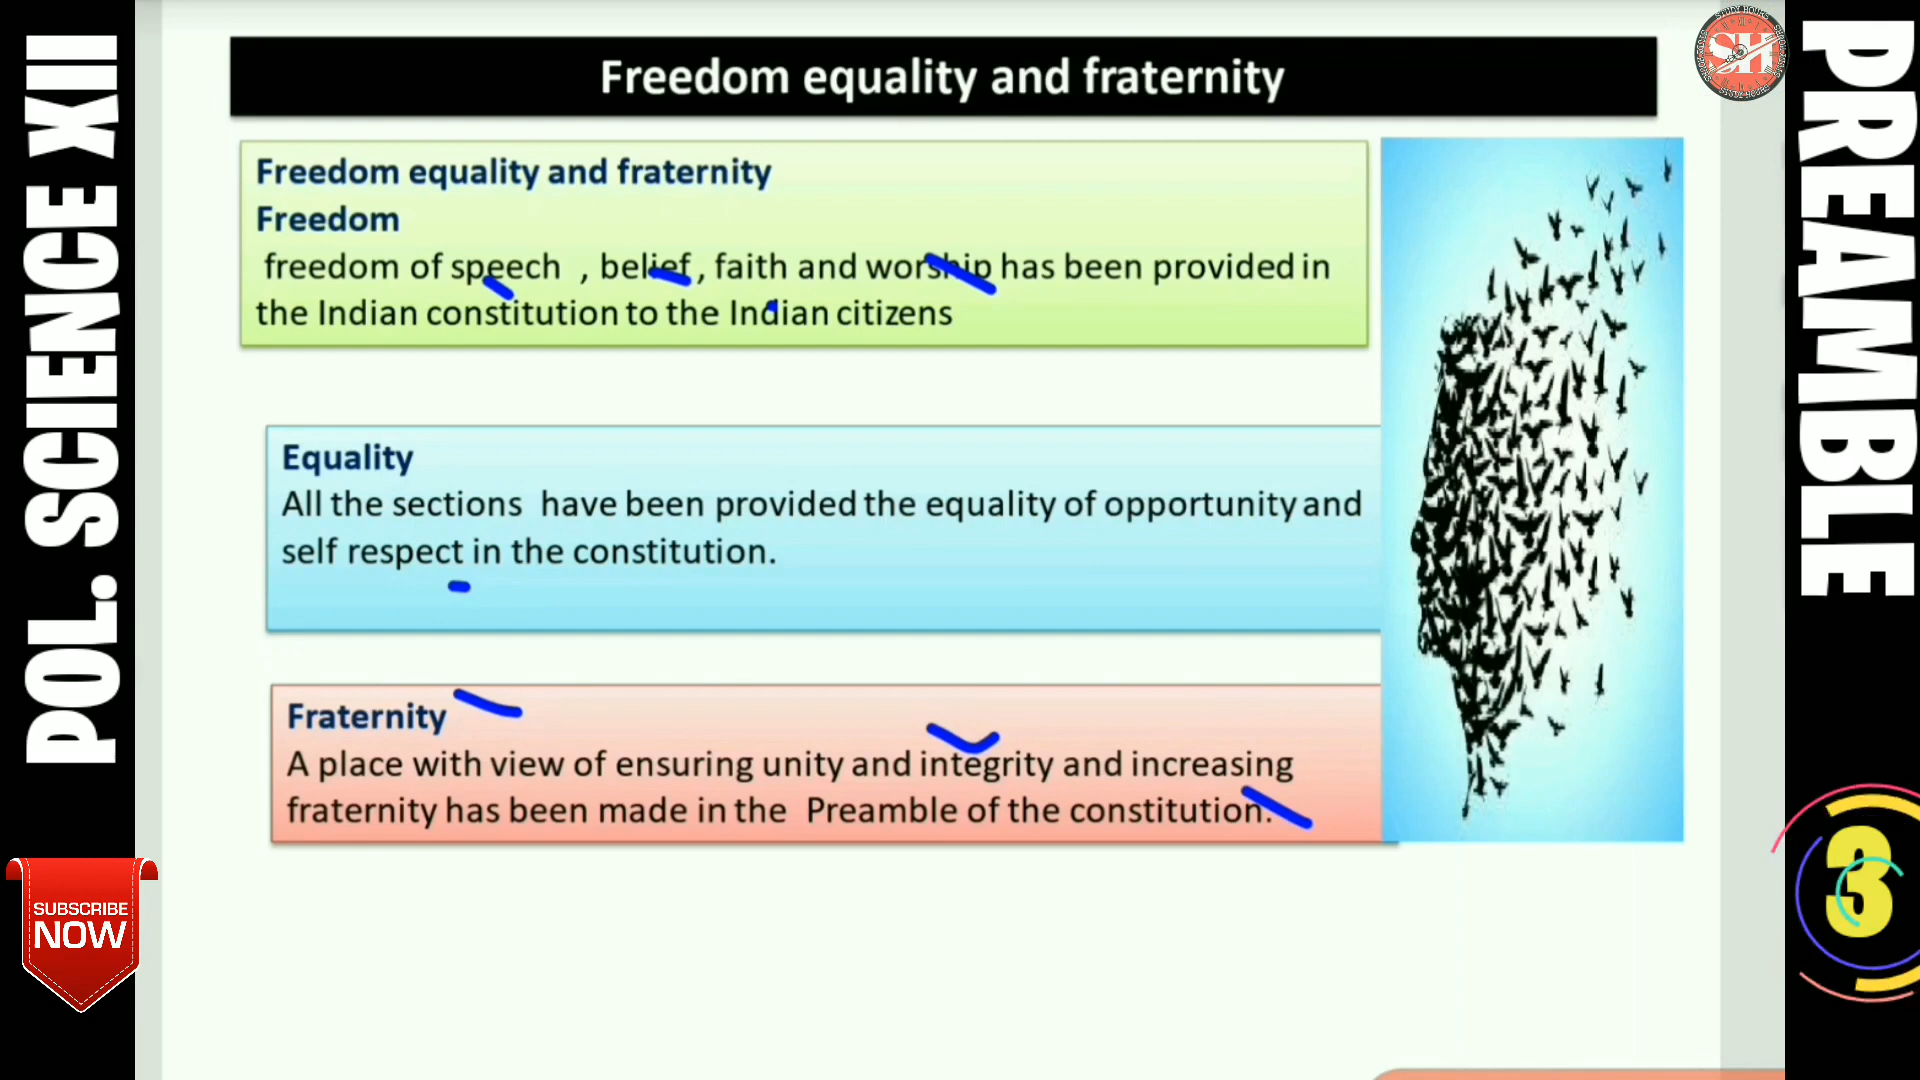 POL. SCIENCE XII
Freedom equality and fraternity
SH
STUDY HOURS
PREAMBLE
Freedom equality and fraternity
Freedom
freedom of speech , belief, faith and worship has been provided in
the Indian constitution to the Indian citizens
Equality
All the sections have been provided the equality of opportunity and
self respect in the constitution.
Fraternity
A place with view of ensuring unity and integrity and increasing
fraternity has been made in the Preamble of the constitution.
SUBSCRIBE
NOW
3